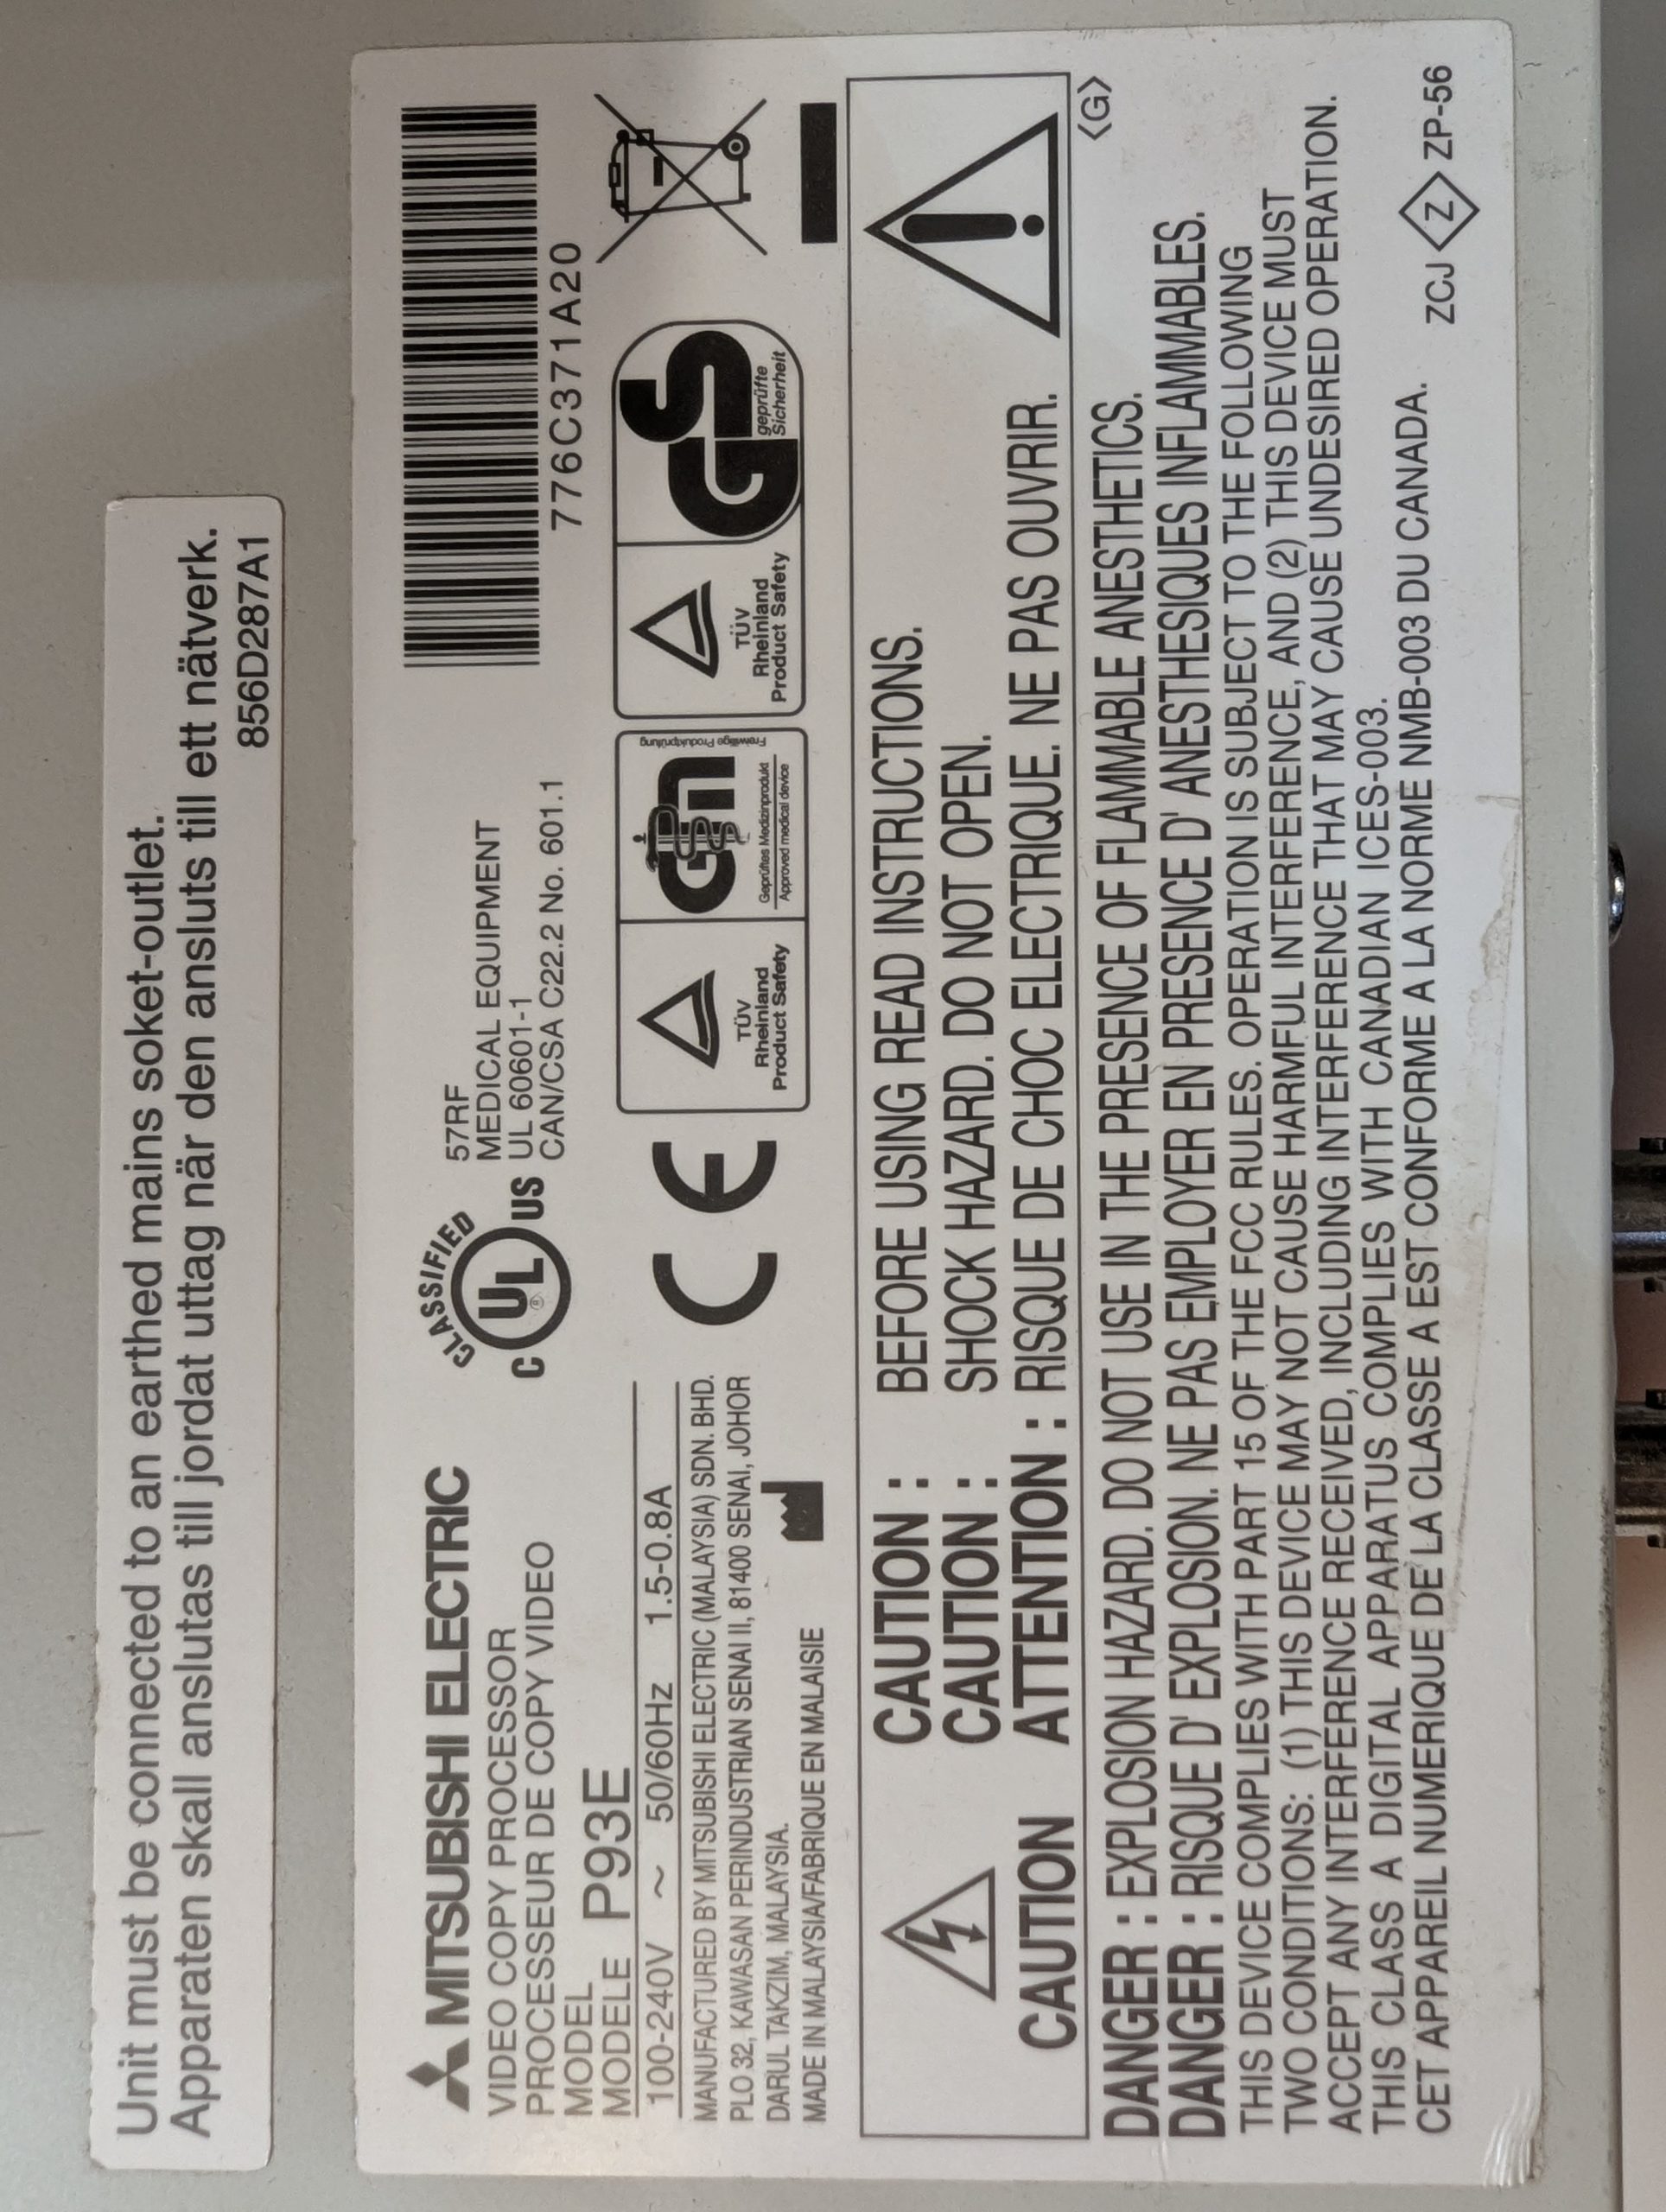 Unit must be connected to an earthed mains soket-outlet.
Apparaten skall anslutas till jordat uttag när den ansluts till ett nätverk.
856D287A1
MITSUBISHI ELECTRIC
VIDEO COPY PROCESSOR
PROCESSEUR DE COPY VIDEO
MODEL
MODELE P93E
100-240V ~ 50/60Hz 1.5-0.8A
MANUFACTURED BY MITSUBISHI ELECTRIC (MALAYSIA) SDN. BHD.
PLO 32, KAWASAN PERINDUSTRIAN SENAI II, 81400 SENAI, JOHOR
DARUL TAKZIM, MALAYSIA.
MADE IN MALAYSIA/FABRIQUE EN MALAISIE
CLASSIFIED
C UL ® US
57RF
MEDICAL EQUIPMENT
UL 60601-1
CAN/CSA C22.2 No. 601.1
776C371A20
CE
TÜV
Rheinland
Product Safety
Geprüftes Medizinprodukt
Approved medical device
Freiwillige Produktprüfung
TÜV
Rheinland
Product Safety
GS
geprüfte
Sicherheit
CAUTION
CAUTION : BEFORE USING READ INSTRUCTIONS.
CAUTION : SHOCK HAZARD. DO NOT OPEN.
ATTENTION : RISQUE DE CHOC ELECTRIQUE. NE PAS OUVRIR.
⟨G⟩
DANGER : EXPLOSION HAZARD. DO NOT USE IN THE PRESENCE OF FLAMMABLE ANESTHETICS.
DANGER : RISQUE D' EXPLOSION. NE PAS EMPLOYER EN PRESENCE D' ANESTHESIQUES INFLAMMABLES.
THIS DEVICE COMPLIES WITH PART 15 OF THE FCC RULES. OPERATION IS SUBJECT TO THE FOLLOWING
TWO CONDITIONS: (1) THIS DEVICE MAY NOT CAUSE HARMFUL INTERFERENCE, AND (2) THIS DEVICE MUST
ACCEPT ANY INTERFERENCE RECEIVED, INCLUDING INTERFERENCE THAT MAY CAUSE UNDESIRED OPERATION.
THIS CLASS A DIGITAL APPARATUS COMPLIES WITH CANADIAN ICES-003.
CET APPAREIL NUMERIQUE DE LA CLASSE A EST CONFORME A LA NORME NMB-003 DU CANADA.
ZCJ Z ZP-56